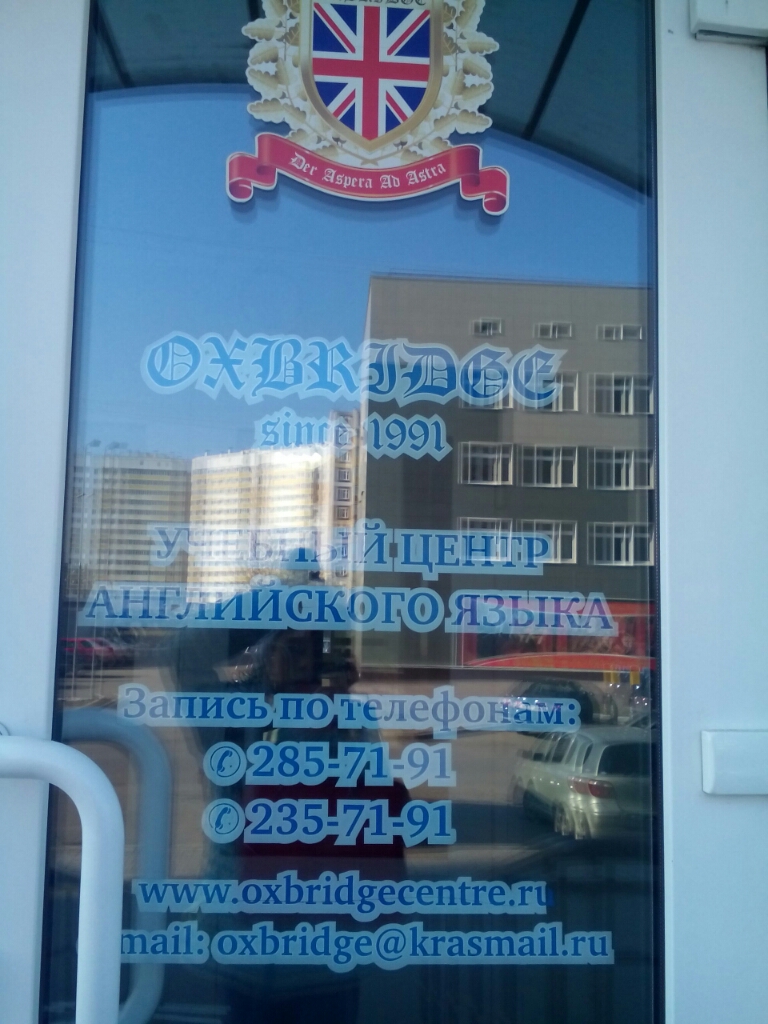 Der Aspera Ad Astra
OXBRIDGE
since 1991
УЧЕБНЫЙ ЦЕНТР
АНГЛИЙСКОГО ЯЗЫКА
Запись по телефонам:
285-71-91
235-71-91
www.oxbridgecentre.ru
mail: oxbridge@krasmail.ru